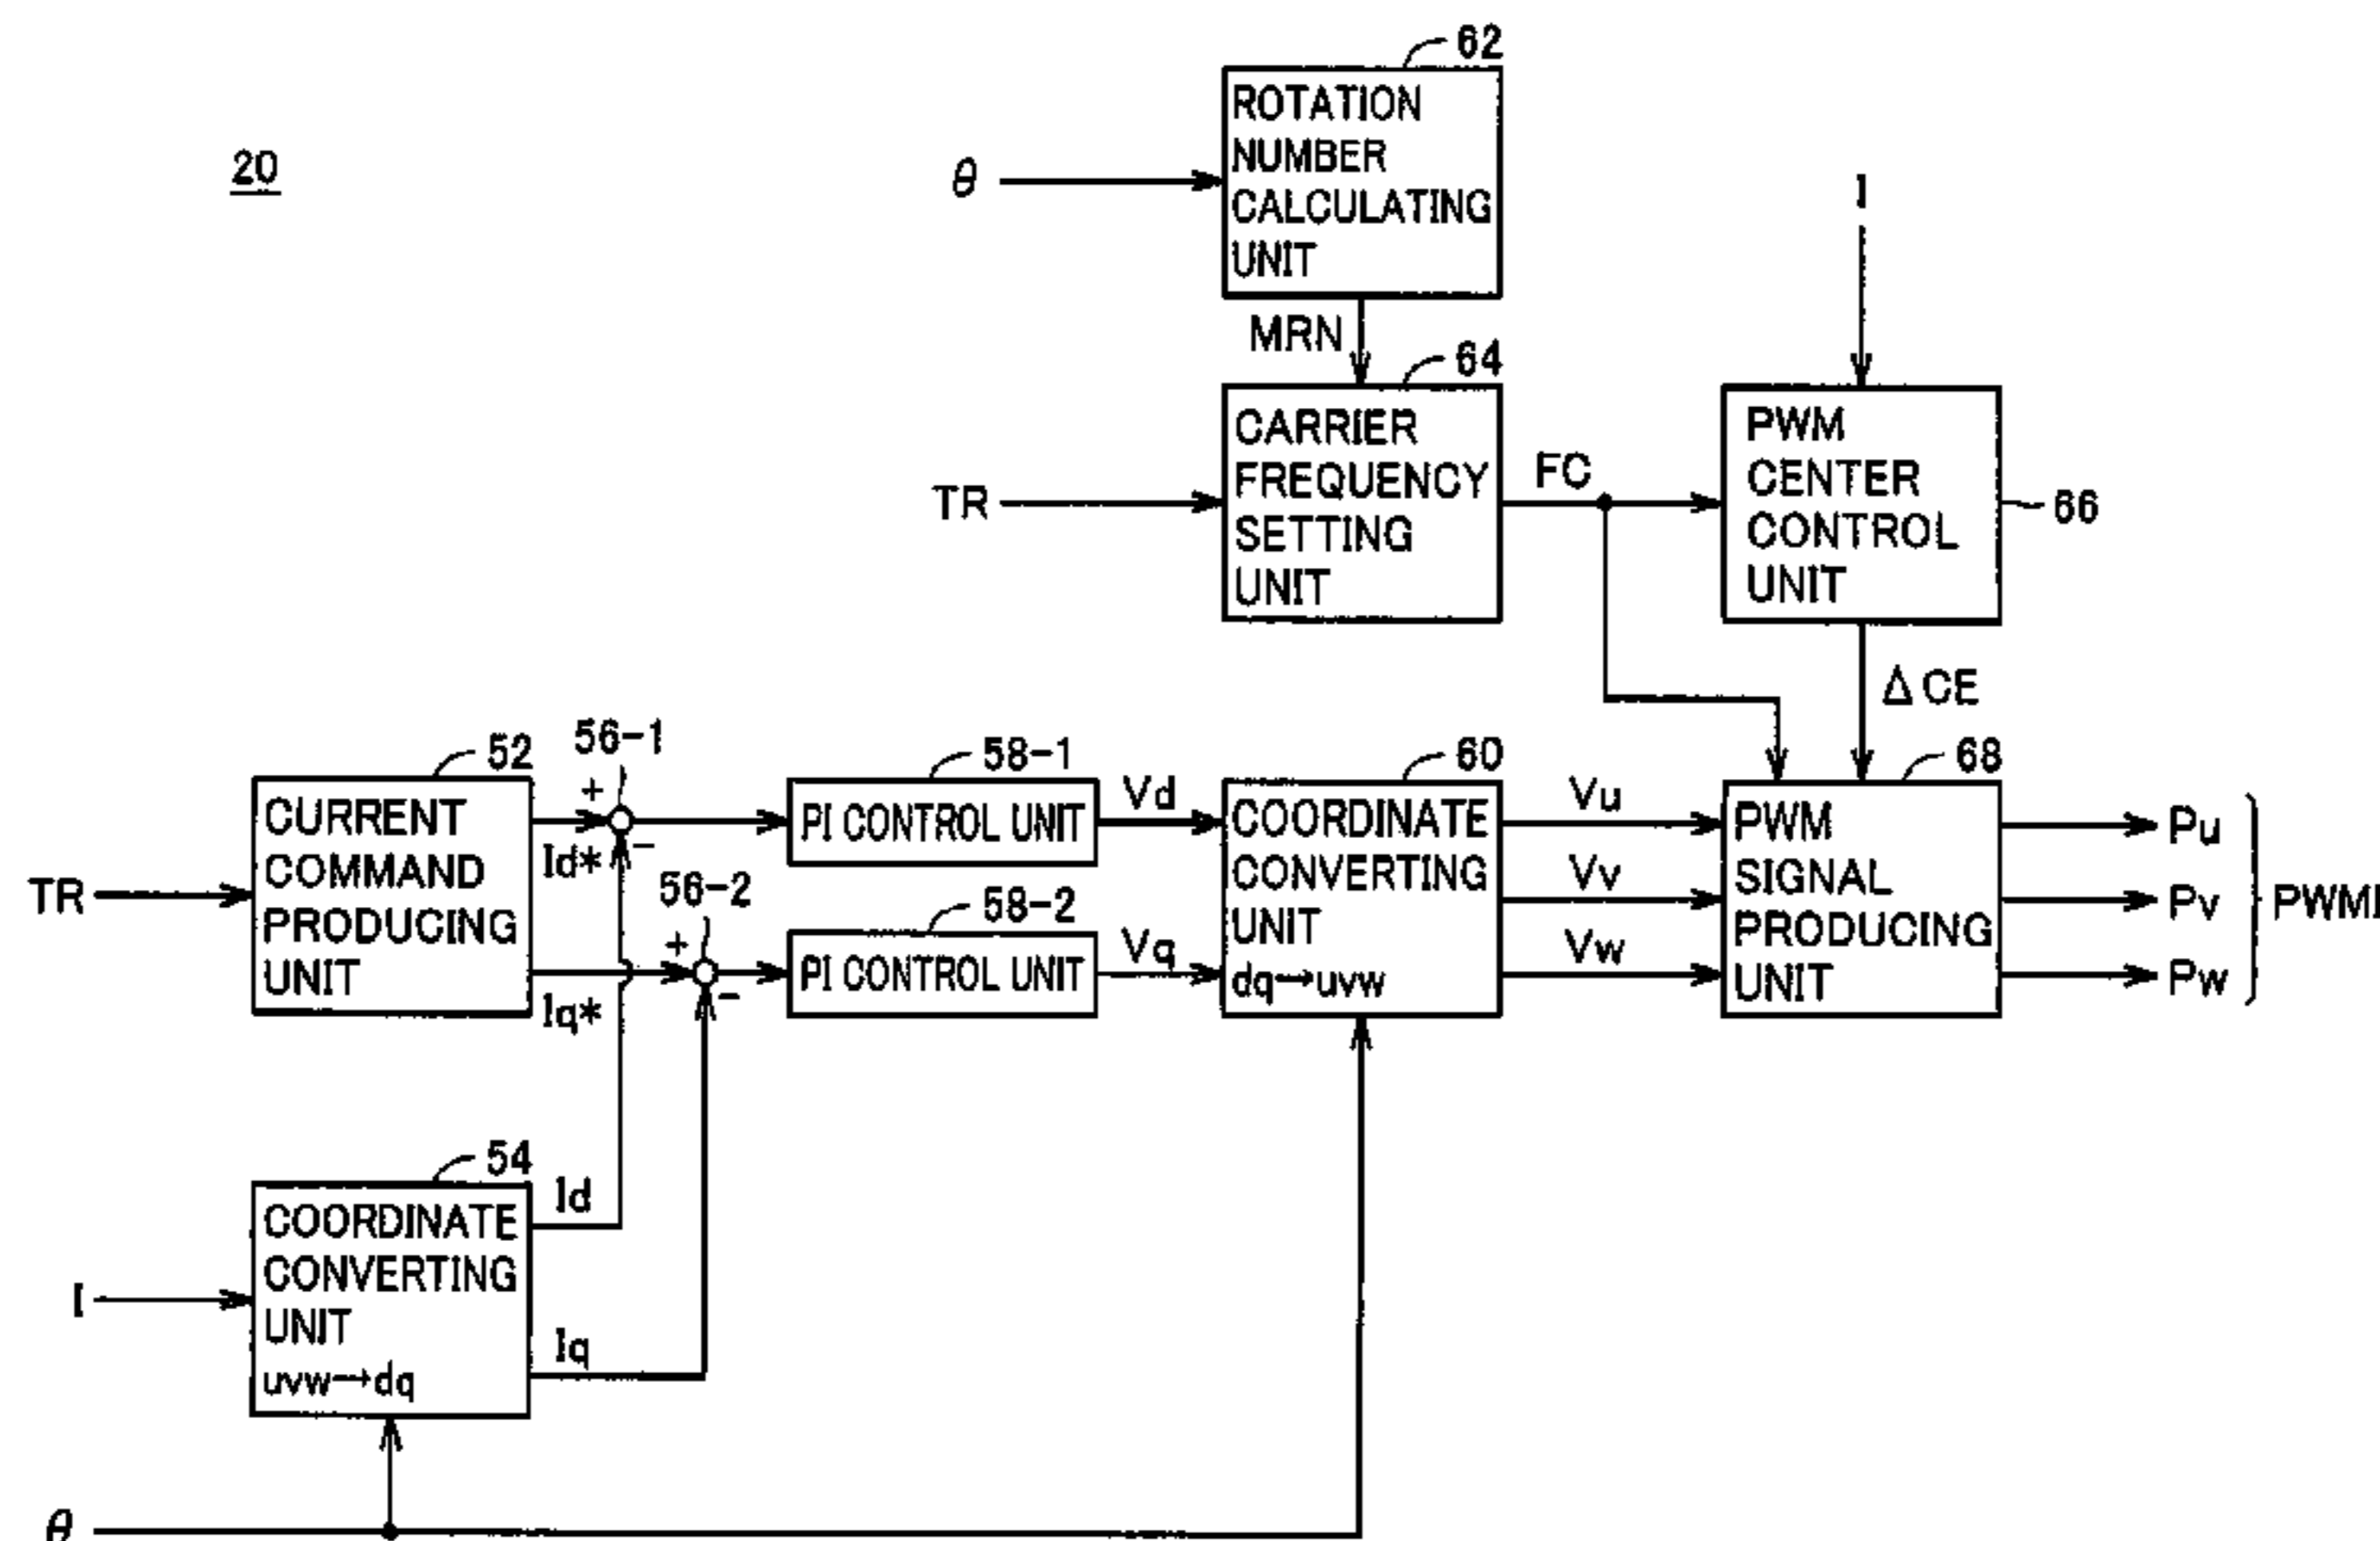 20
62
ROTATION
NUMBER
CALCULATING
UNIT
θ
I
MRN
64
CARRIER
FREQUENCY
SETTING
UNIT
TR
FC
PWM
CENTER
CONTROL
UNIT
66
ΔCE
52
CURRENT
COMMAND
PRODUCING
UNIT
TR
56-1
+
-
Id*
56-2
+
-
Iq*
58-1
PI CONTROL UNIT
Vd
58-2
PI CONTROL UNIT
Vq
60
COORDINATE
CONVERTING
UNIT
dq→uvw
Vu
Vv
Vw
68
PWM
SIGNAL
PRODUCING
UNIT
Pu
Pv
Pw
PWMI
54
COORDINATE
CONVERTING
UNIT
uvw→dq
I
Id
Iq
θ